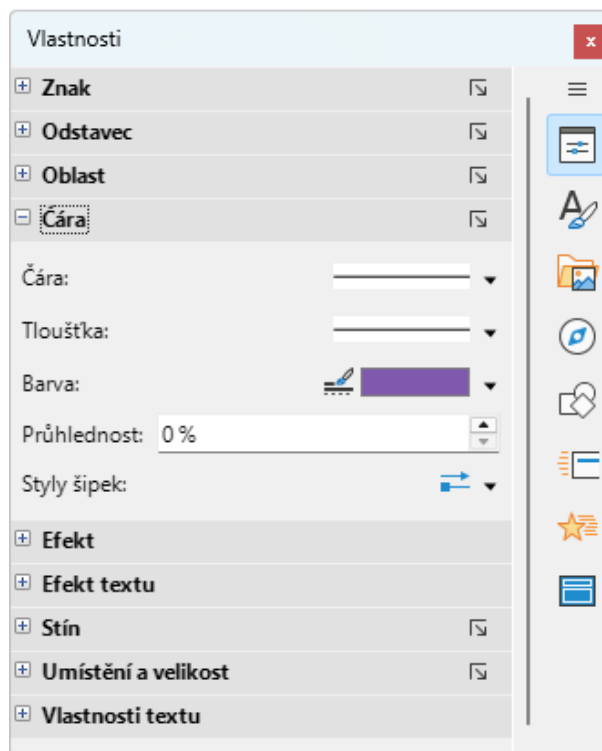 Vlastnosti
Znak
Odstavec
Oblast
Čára
Čára:
Tloušťka:
Barva:
Průhlednost: 0 %
Styly šipek:
Efekt
Efekt textu
Stín
Umístění a velikost
Vlastnosti textu